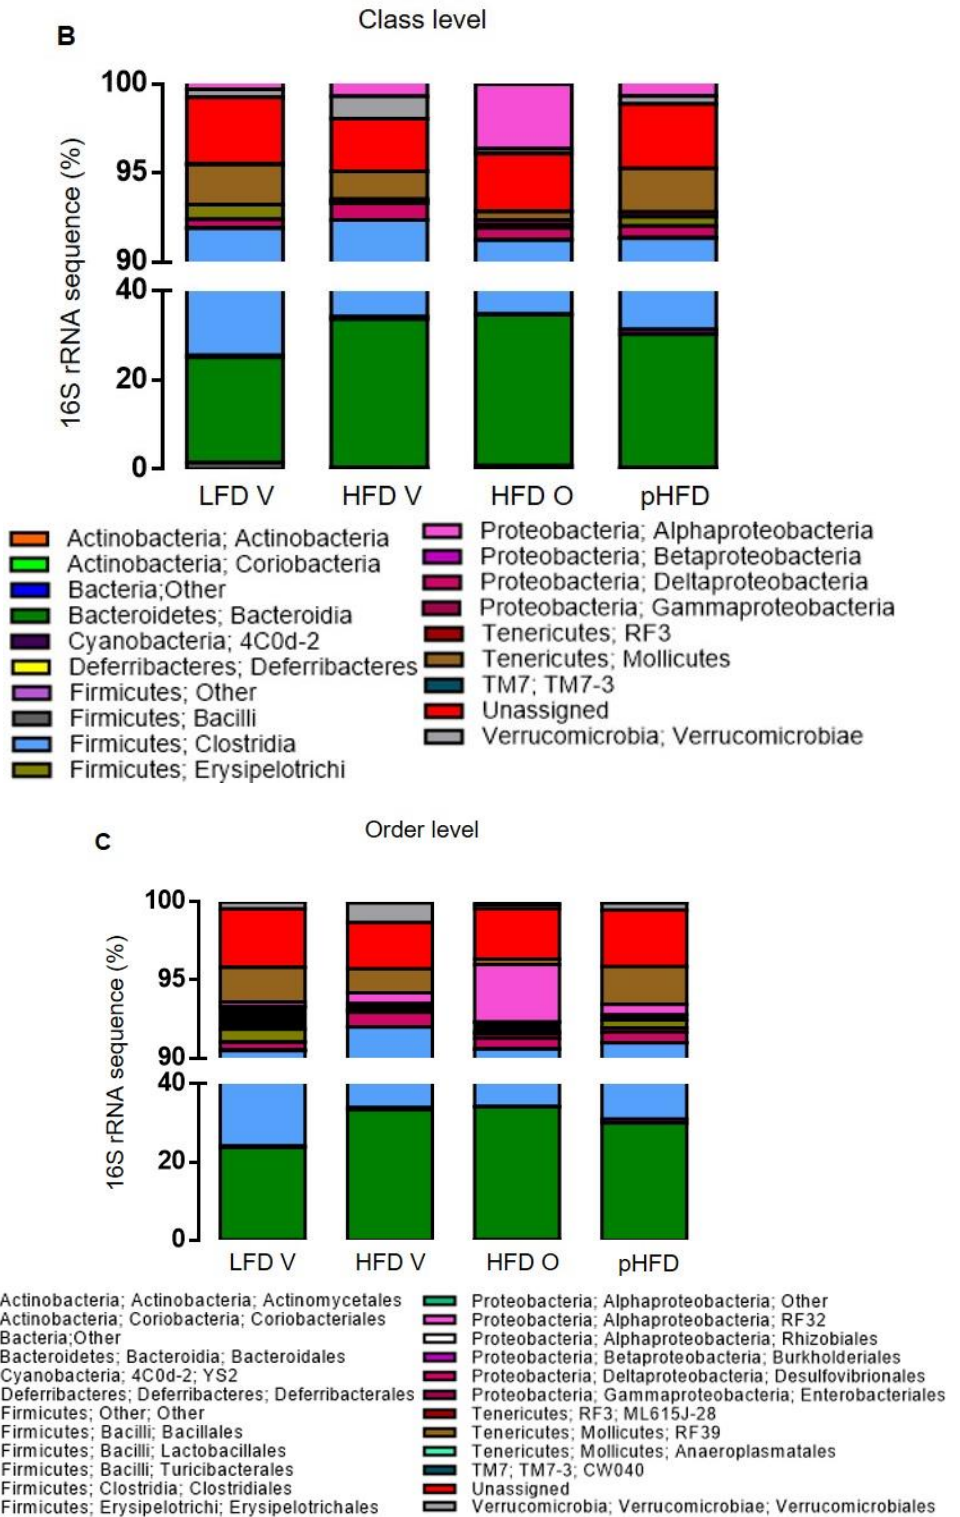 Class level
B
100
95
90
40
20
0
16S rRNA sequence (%)
LFD V HFD V HFD O pHFD
Actinobacteria; Actinobacteria
Actinobacteria; Coriobacteria
Bacteria;Other
Bacteroidetes; Bacteroidia
Cyanobacteria; 4C0d-2
Deferribacteres; Deferribacteres
Firmicutes; Other
Firmicutes; Bacilli
Firmicutes; Clostridia
Firmicutes; Erysipelotrichi
Proteobacteria; Alphaproteobacteria
Proteobacteria; Betaproteobacteria
Proteobacteria; Deltaproteobacteria
Proteobacteria; Gammaproteobacteria
Tenericutes; RF3
Tenericutes; Mollicutes
TM7; TM7-3
Unassigned
Verrucomicrobia; Verrucomicrobiae
Order level
C
100
95
90
40
20
0
16S rRNA sequence (%)
LFD V HFD V HFD O pHFD
Actinobacteria; Actinobacteria; Actinomycetales
Actinobacteria; Coriobacteria; Coriobacteriales
Bacteria;Other
Bacteroidetes; Bacteroidia; Bacteroidales
Cyanobacteria; 4C0d-2; YS2
Deferribacteres; Deferribacteres; Deferribacterales
Firmicutes; Other; Other
Firmicutes; Bacilli; Bacillales
Firmicutes; Bacilli; Lactobacillales
Firmicutes; Bacilli; Turicibacterales
Firmicutes; Clostridia; Clostridiales
Firmicutes; Erysipelotrichi; Erysipelotrichales
Proteobacteria; Alphaproteobacteria; Other
Proteobacteria; Alphaproteobacteria; RF32
Proteobacteria; Alphaproteobacteria; Rhizobiales
Proteobacteria; Betaproteobacteria; Burkholderiales
Proteobacteria; Deltaproteobacteria; Desulfovibrionales
Proteobacteria; Gammaproteobacteria; Enterobacteriales
Tenericutes; RF3; ML615J-28
Tenericutes; Mollicutes; RF39
Tenericutes; Mollicutes; Anaeroplasmatales
TM7; TM7-3; CW040
Unassigned
Verrucomicrobia; Verrucomicrobiae; Verrucomicrobiales